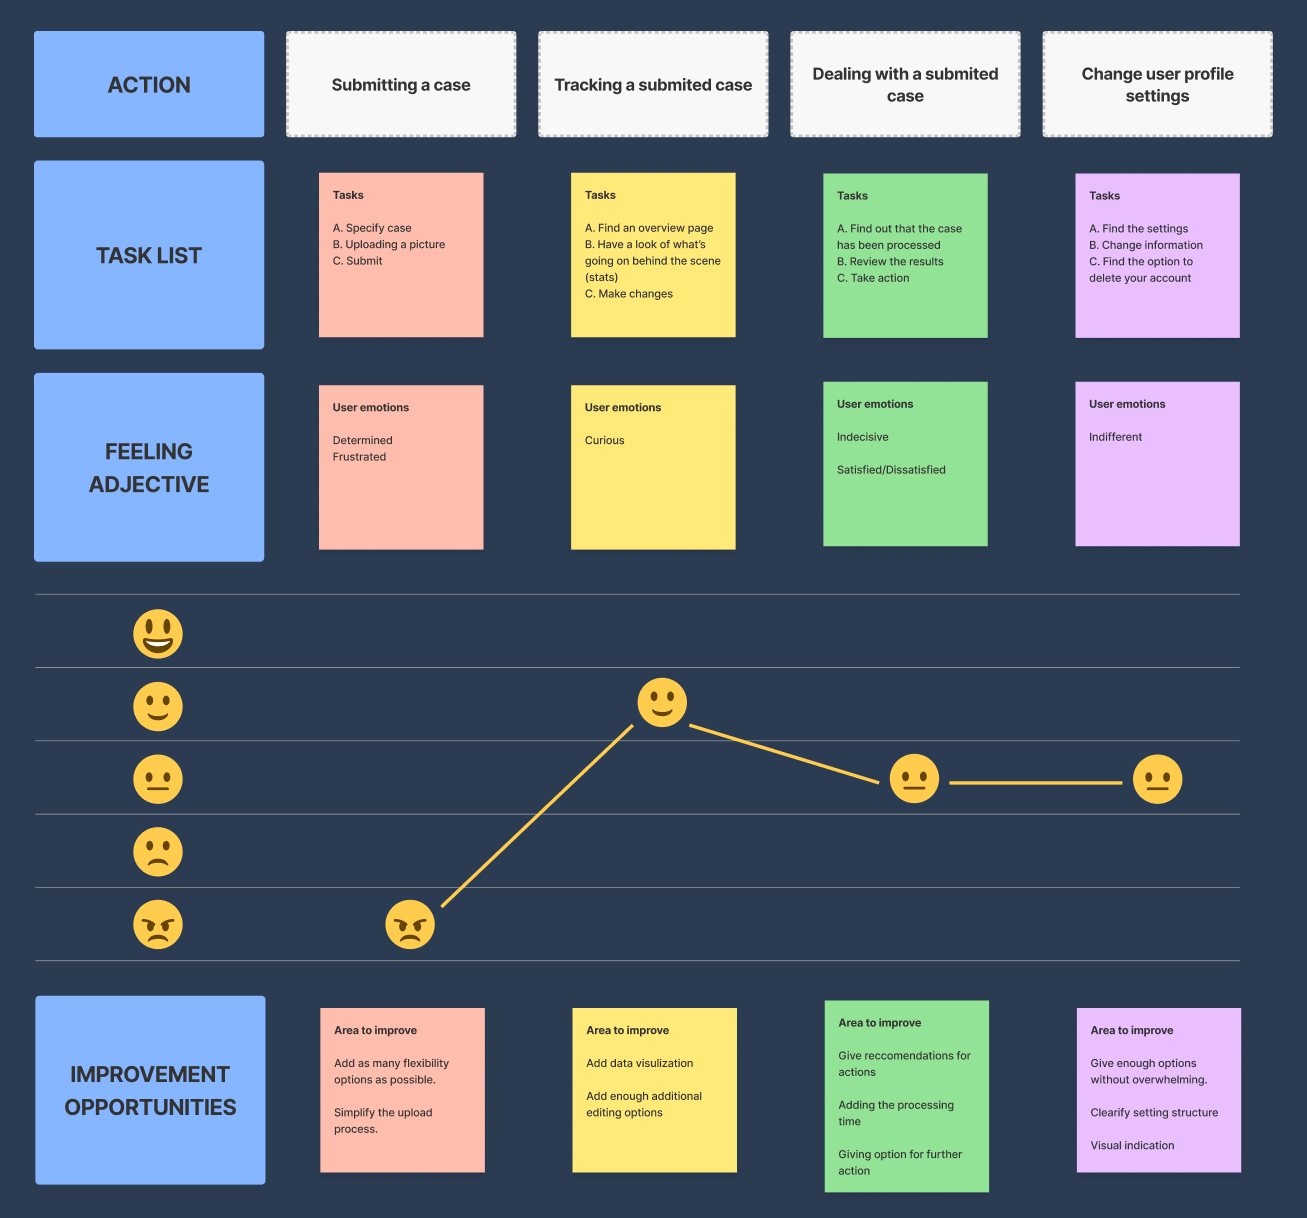 ACTION
Submitting a case
Tracking a submited case
Dealing with a submited
case
Change user profile
settings
TASK LIST
Tasks
A. Specify case
B. Uploading a picture
C. Submit
Tasks
A. Find an overview page
B. Have a look of what's
going on behind the scene
(stats)
C. Make changes
Tasks
A. Find out that the case
has been processed
B. Review the results
C. Take action
Tasks
A. Find the settings
B. Change information
C. Find the option to
delete your account
FEELING
ADJECTIVE
User emotions
Determined
Frustrated
User emotions
Curious
User emotions
Indecisive
Satisfied/Dissatisfied
User emotions
Indifferent
IMPROVEMENT
OPPORTUNITIES
Area to improve
Add as many flexibility
options as possible.
Simplify the upload
process.
Area to improve
Add data visulization
Add enough additional
editing options
Area to improve
Give reccomendations for
actions
Adding the processing
time
Giving option for further
action
Area to improve
Give enough options
without overwhelming.
Clearify setting structure
Visual indication